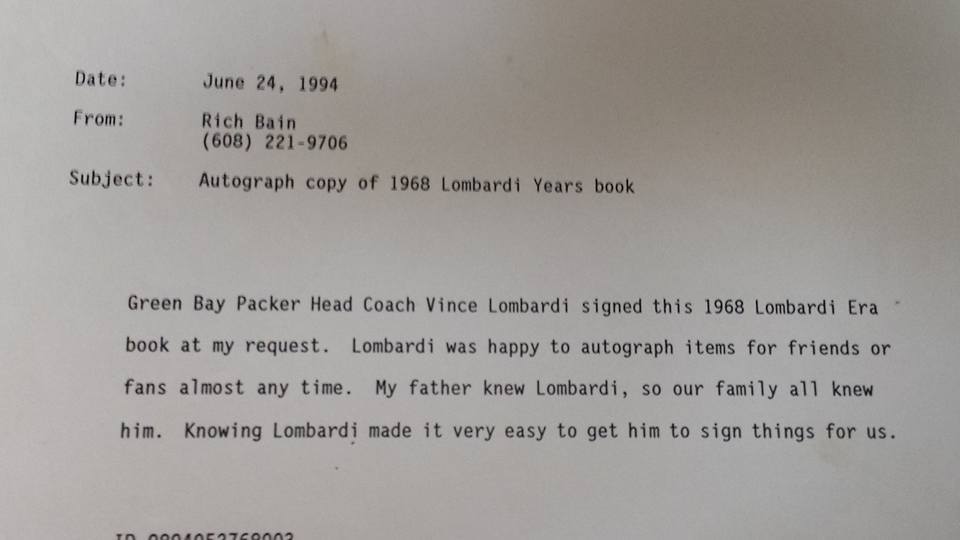 Date: June 24, 1994
From: Rich Bain
(608) 221-9706
Subject: Autograph copy of 1968 Lombardi Years book
Green Bay Packer Head Coach Vince Lombardi signed this 1968 Lombardi Era
book at my request. Lombardi was happy to autograph items for friends or
fans almost any time. My father knew Lombardi, so our family all knew
him. Knowing Lombardi made it very easy to get him to sign things for us.